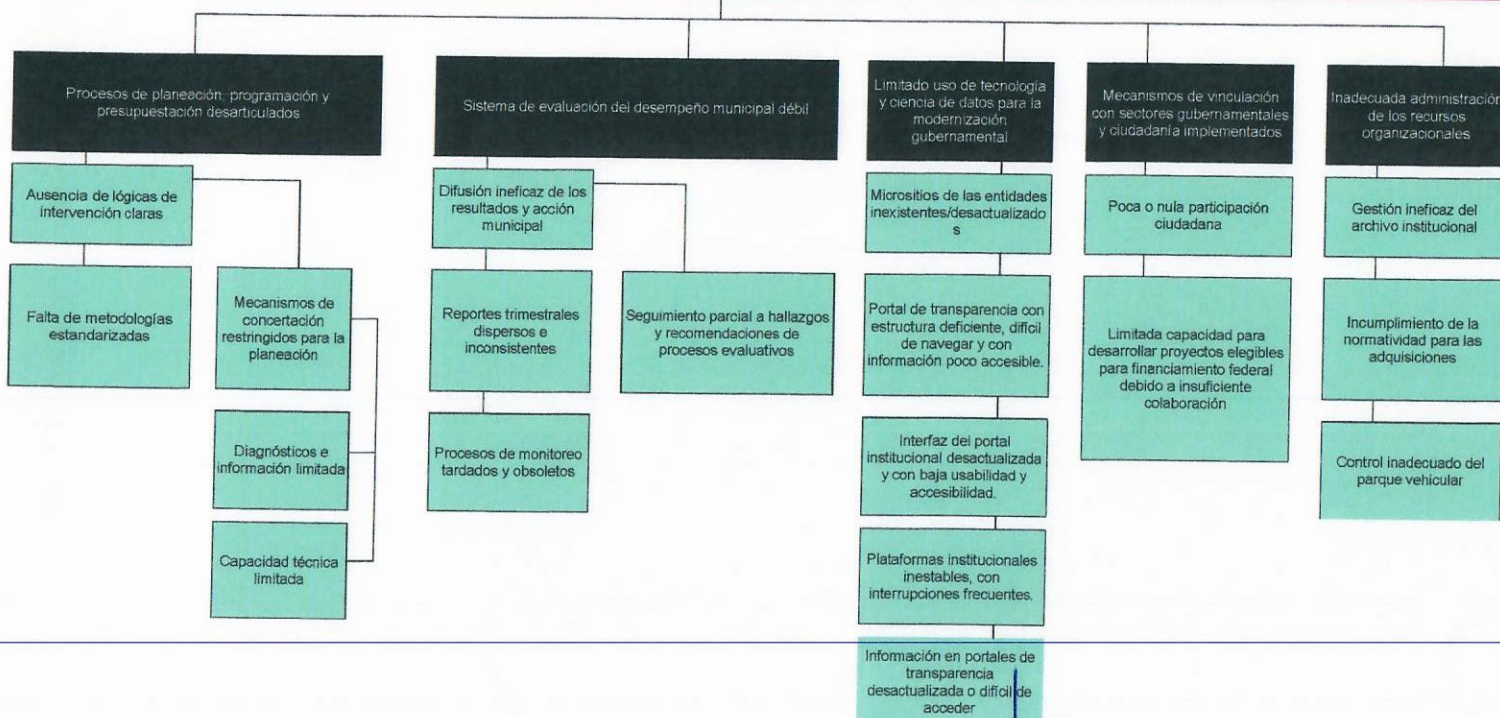 Procesos de planeación, programación y
presupuestación desarticulados
Ausencia de lógicas de
intervención claras
Falta de metodologías
estandarizadas
Mecanismos de
concertación
restringidos para la
planeación
Diagnósticos e
información limitada
Capacidad técnica
limitada
Sistema de evaluación del desempeño municipal débil
Difusión ineficaz de los
resultados y acción
municipal
Reportes trimestrales
dispersos e
inconsistentes
Procesos de monitoreo
tardados y obsoletos
Seguimiento parcial a hallazgos
y recomendaciones de
procesos evaluativos
Limitado uso de tecnología
y ciencia de datos para la
modernización
gubernamental
Micrositios de las entidades
inexistentes/desactualizado
s
Portal de transparencia con
estructura deficiente, difícil
de navegar y con
información poco accesible.
Interfaz del portal
institucional desactualizada
y con baja usabilidad y
accesibilidad.
Plataformas institucionales
inestables, con
interrupciones frecuentes.
Información en portales de
transparencia
desactualizada o difícil de
acceder
Mecanismos de vinculación
con sectores gubernamentales
y ciudadanía implementados
Poca o nula participación
ciudadana
Limitada capacidad para
desarrollar proyectos elegibles
para financiamiento federal
debido a insuficiente
colaboración
Inadecuada administración
de los recursos
organizacionales
Gestión ineficaz del
archivo institucional
Incumplimiento de la
normatividad para las
adquisiciones
Control inadecuado del
parque vehicular